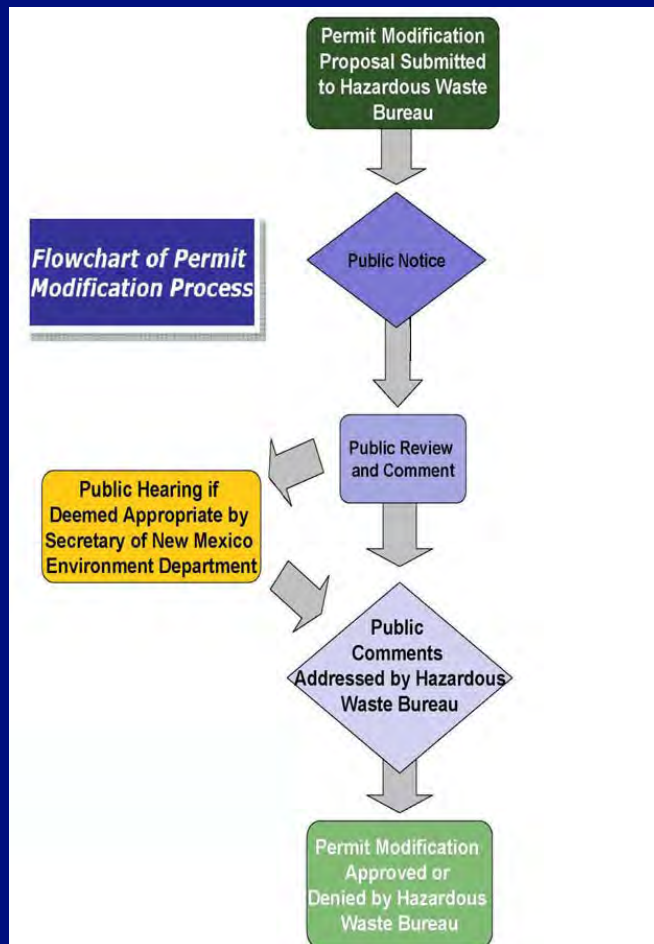 Permit Modification
Proposal Submitted
to Hazardous Waste
Bureau
Flowchart of Permit
Modification Process
Public Notice
Public Review
and Comment
Public Hearing if
Deemed Appropriate by
Secretary of New Mexico
Environment Department
Public
Comments
Addressed by Hazardous
Waste Bureau
Permit Modification
Approved or
Denied by Hazardous
Waste Bureau